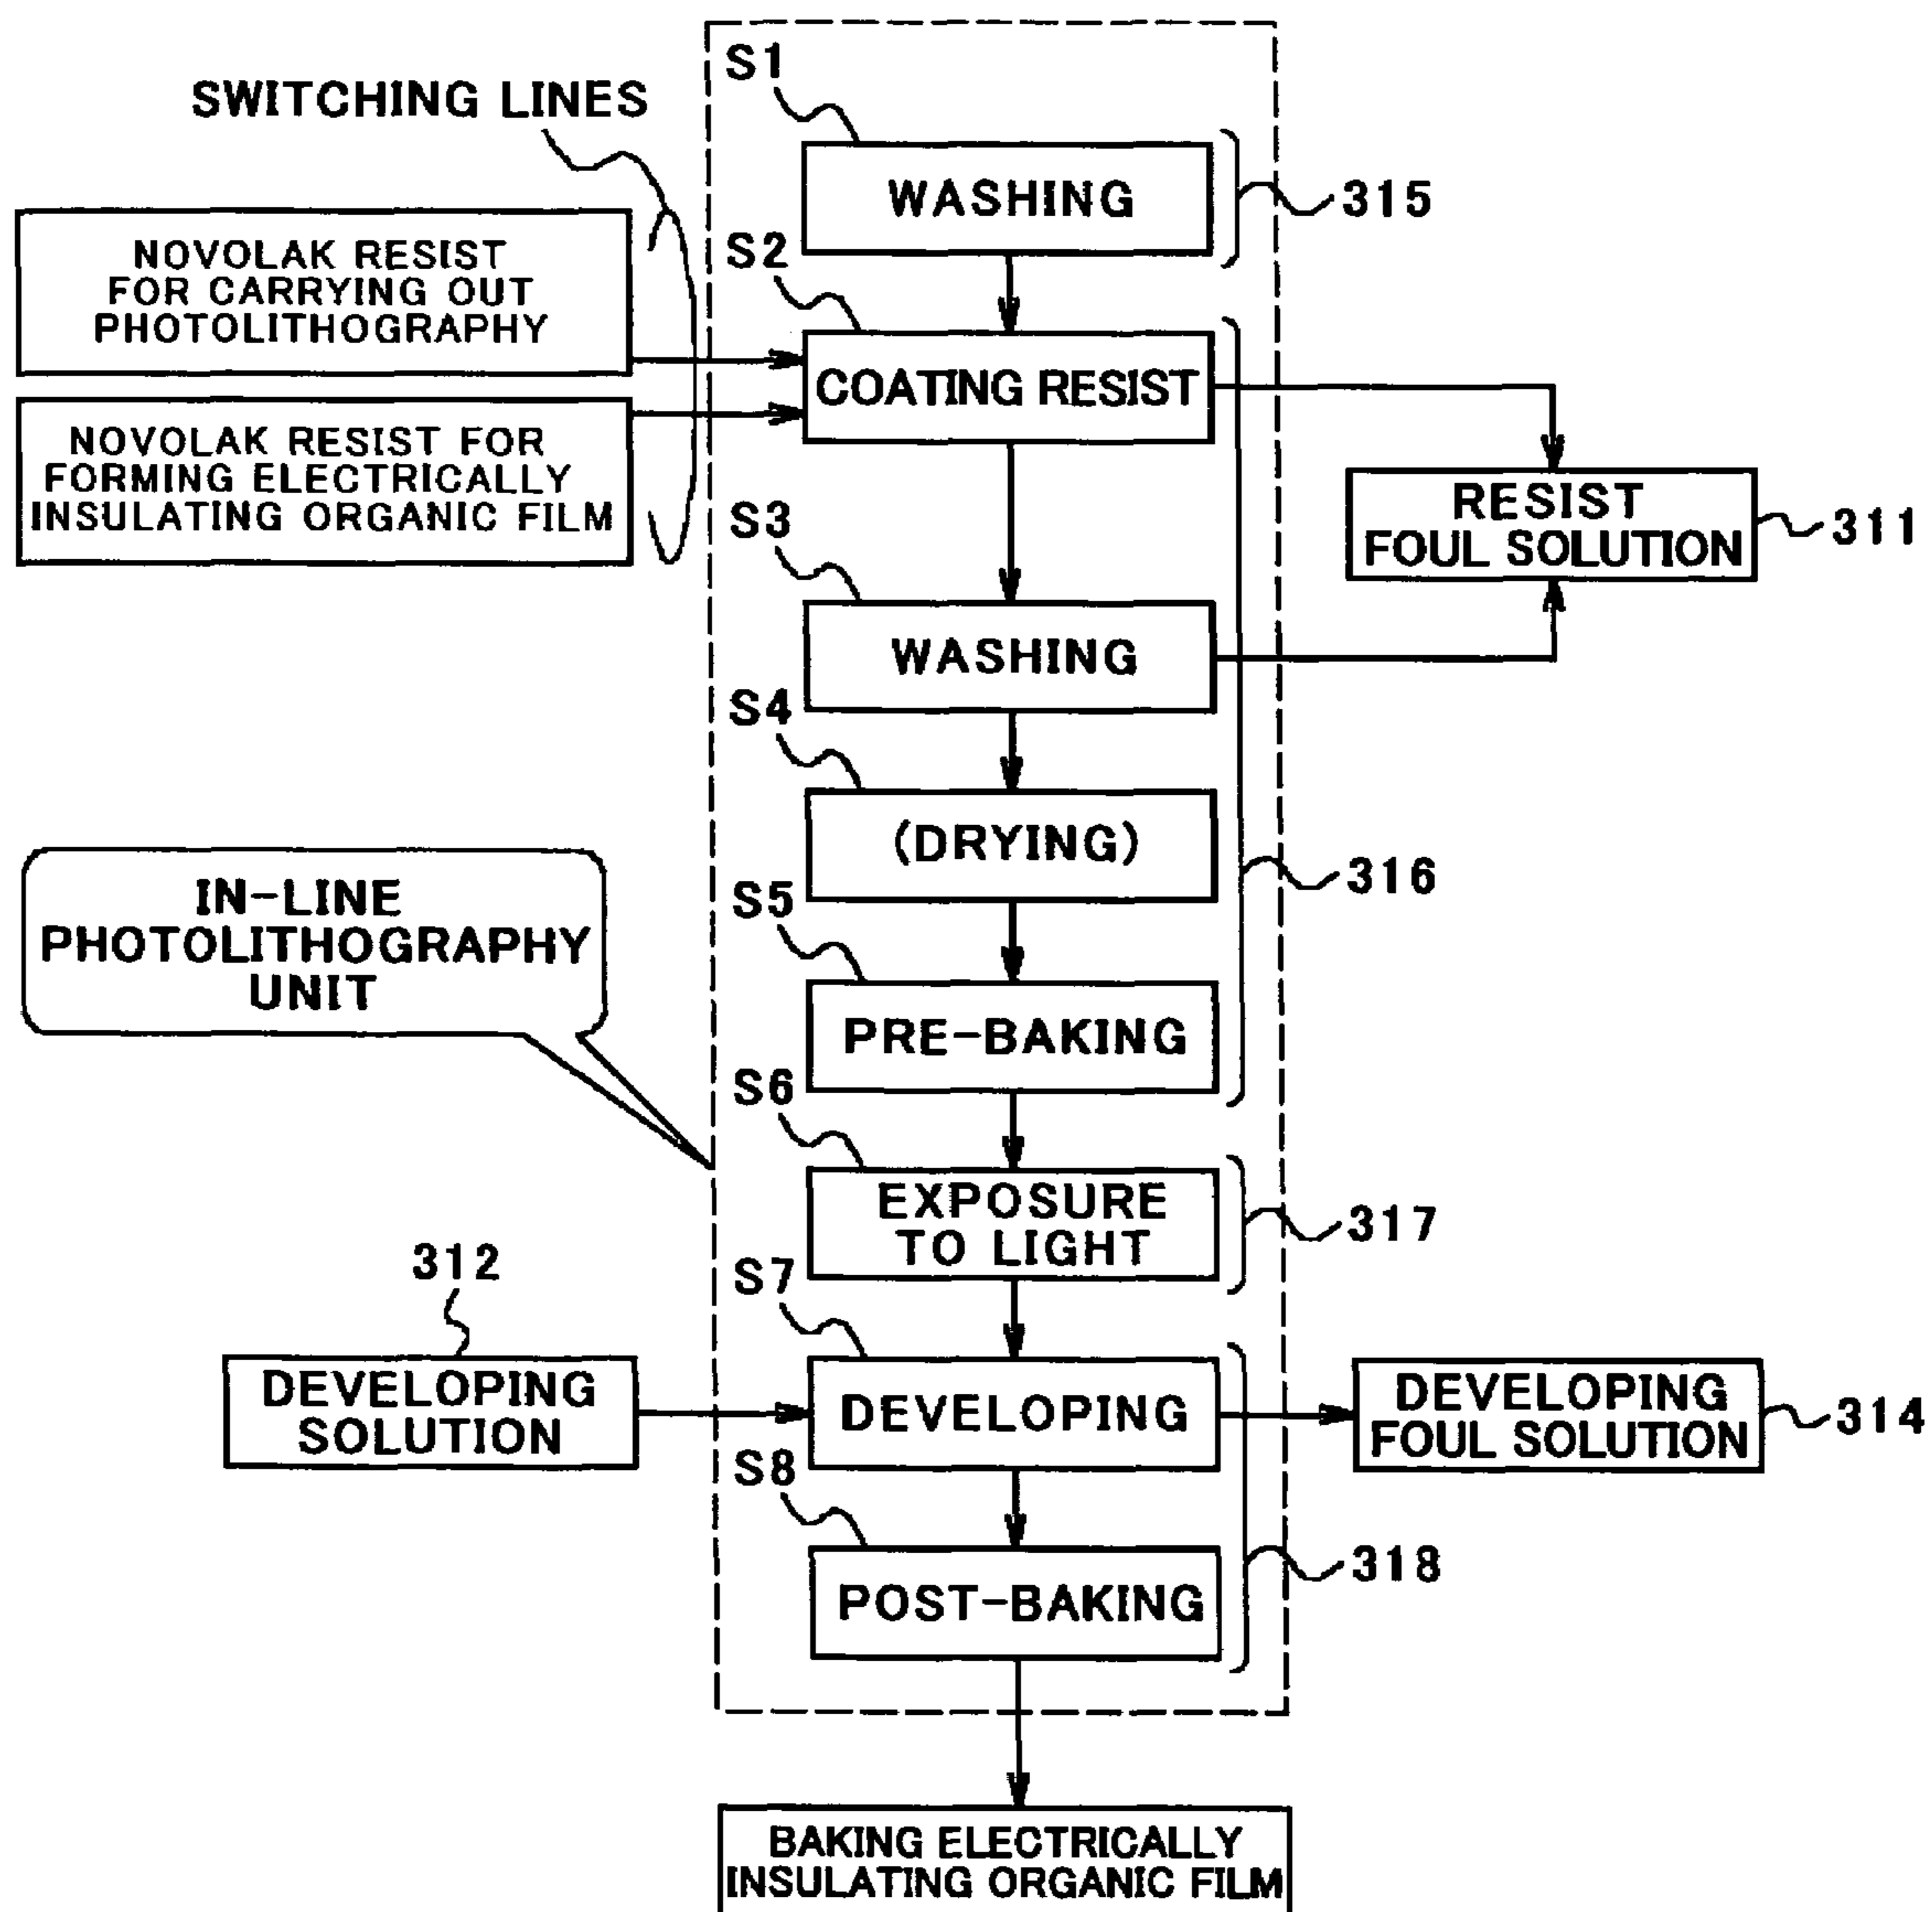 S1
SWITCHING LINES
WASHING
315
S2
NOVOLAK RESIST
FOR CARRYING OUT
PHOTOLITHOGRAPHY
COATING RESIST
NOVOLAK RESIST FOR
FORMING ELECTRICALLY
INSULATING ORGANIC FILM
RESIST
FOUL SOLUTION
311
S3
WASHING
S4
(DRYING)
316
IN-LINE
PHOTOLITHOGRAPHY
UNIT
S5
PRE-BAKING
S6
EXPOSURE
TO LIGHT
317
S7
312
DEVELOPING
SOLUTION
DEVELOPING
DEVELOPING
FOUL SOLUTION
314
S8
POST-BAKING
318
BAKING ELECTRICALLY
INSULATING ORGANIC FILM